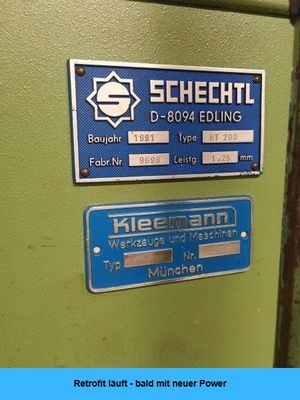 SCHECHTL
D-8094 EDLING
Baujahr 1981 Type HT 200
Fabr.Nr. 9698 Leistg. 1,25 mm
Kleemann
Werkzeuge und Maschinen
Typ Nr.
München
Retrofit läuft - bald mit neuer Power